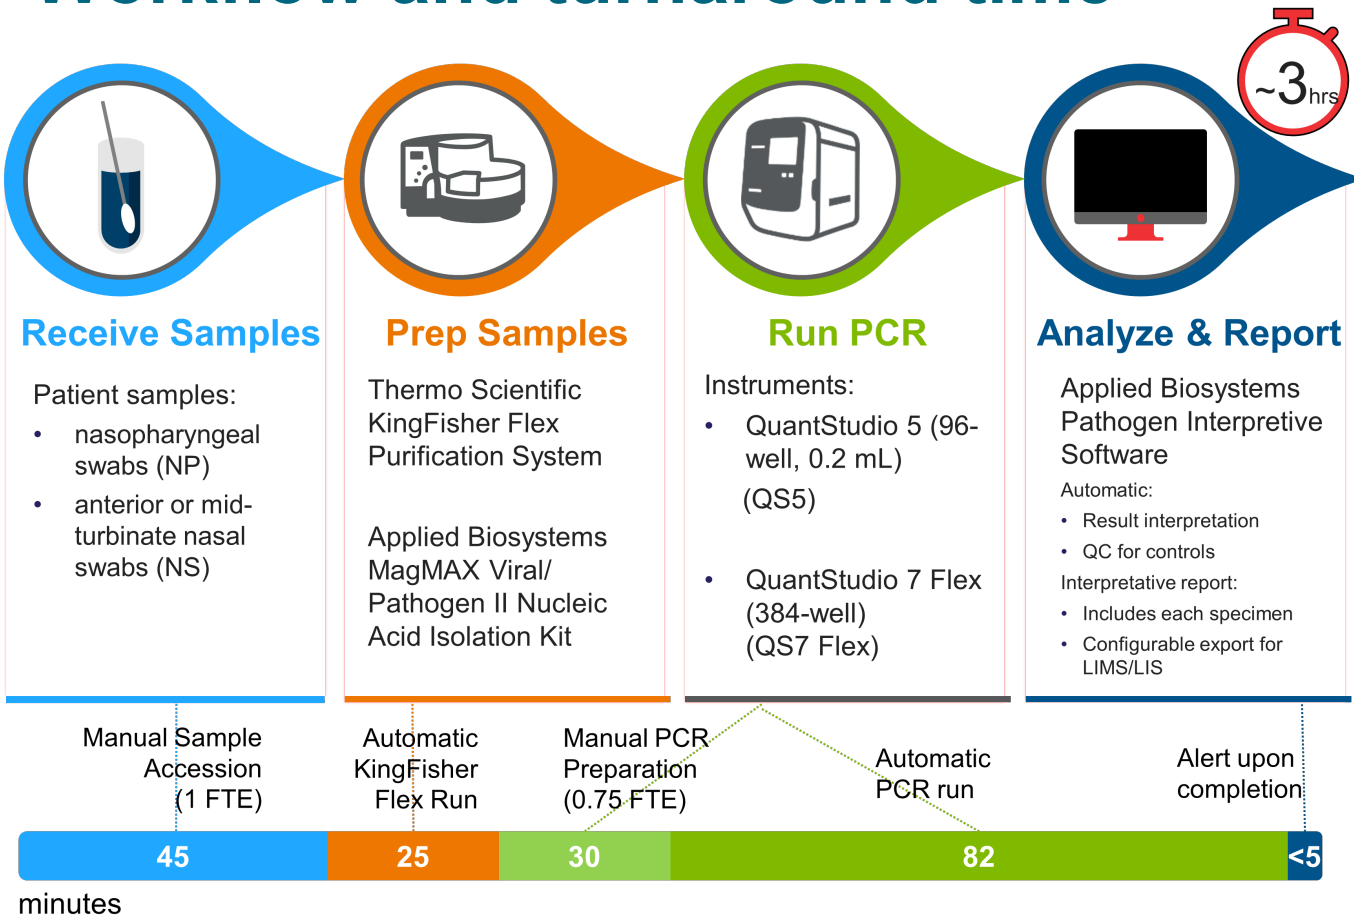 Workflow and turnaround time
~3hrs
Receive Samples
Patient samples:
• nasopharyngeal
swabs (NP)
• anterior or mid-
turbinate nasal
swabs (NS)
Prep Samples
Thermo Scientific
KingFisher Flex
Purification System
Applied Biosystems
MagMAX Viral/
Pathogen II Nucleic
Acid Isolation Kit
Run PCR
Instruments:
• QuantStudio 5 (96-
well, 0.2 mL)
(QS5)
• QuantStudio 7 Flex
(384-well)
(QS7 Flex)
Analyze & Report
Applied Biosystems
Pathogen Interpretive
Software
Automatic:
• Result interpretation
• QC for controls
Interpretative report:
• Includes each specimen
• Configurable export for
LIMS/LIS
Manual Sample
Accession
(1 FTE)
Automatic
KingFisher
Flex Run
Manual PCR
Preparation
(0.75 FTE)
Automatic
PCR run
Alert upon
completion
45 25 30 82 <5
minutes